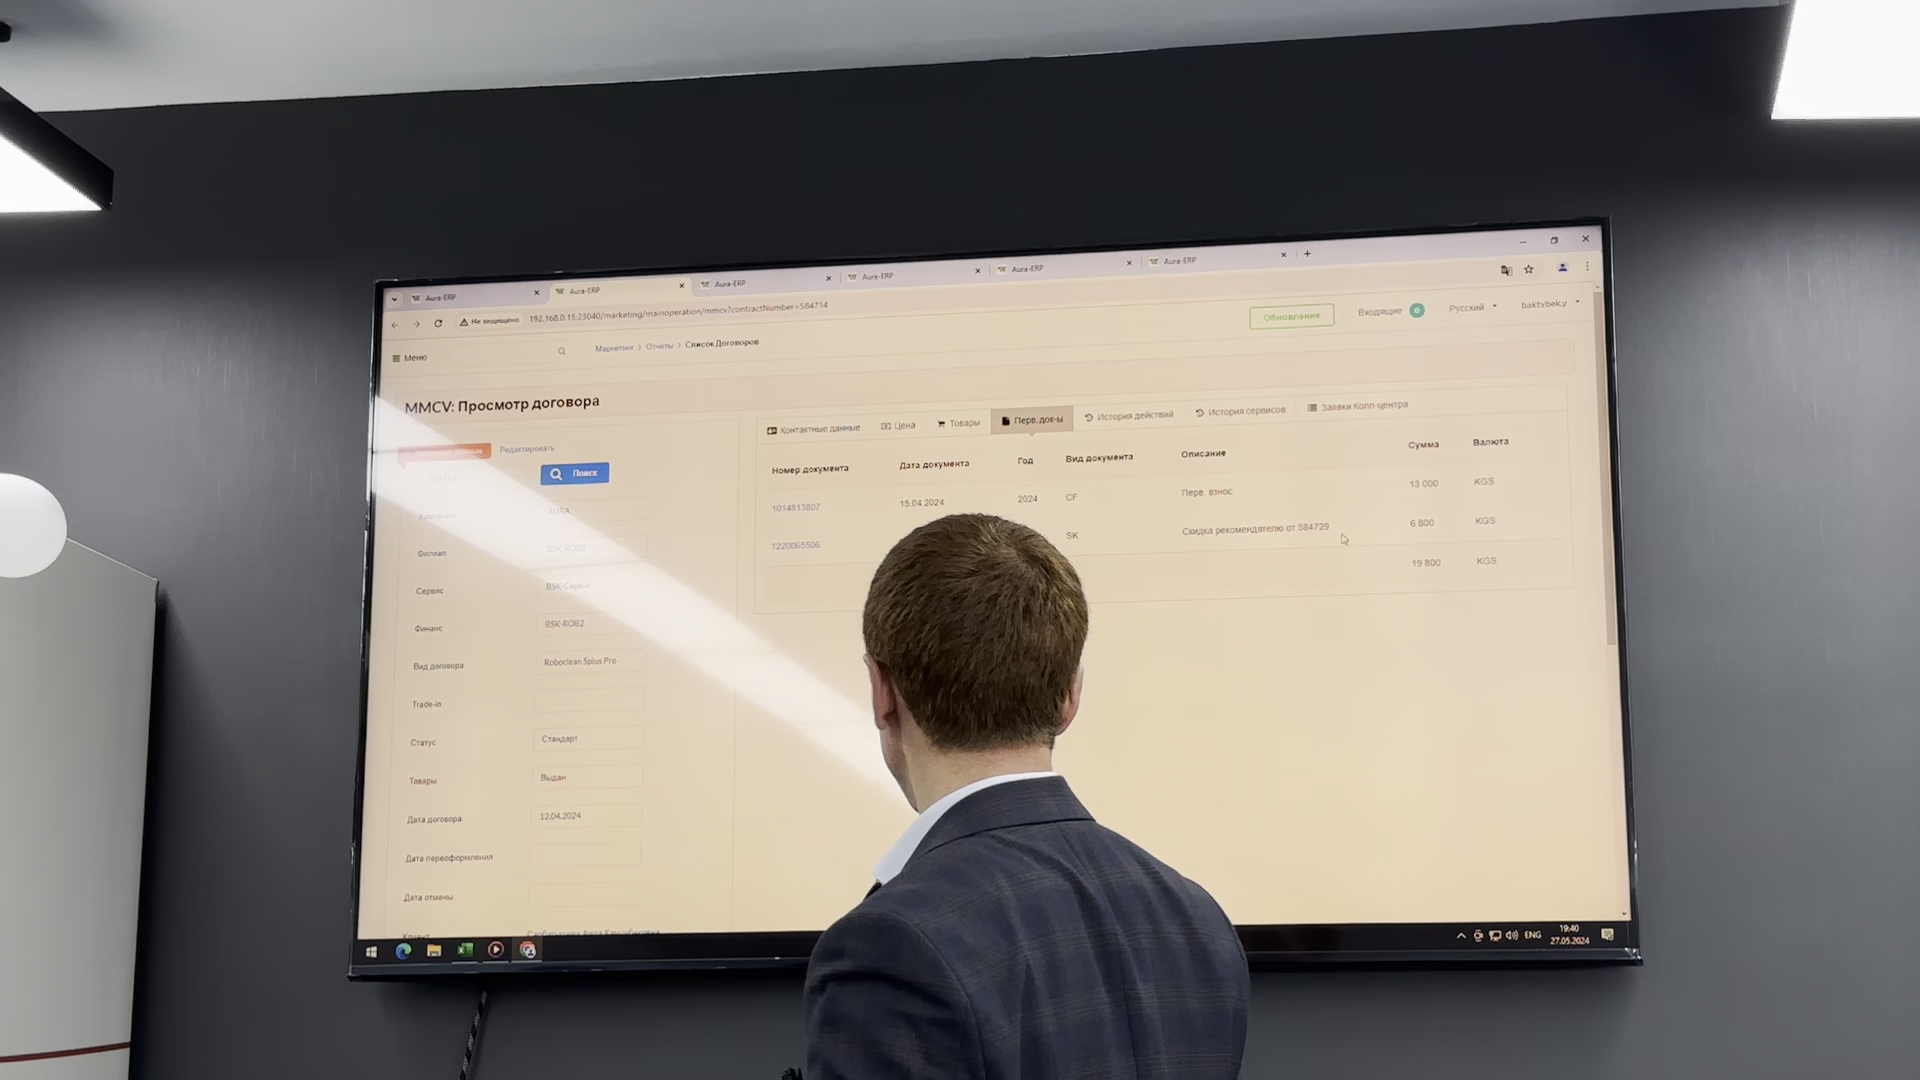 Aura-ERP
Aura-ERP
Aura-ERP
Aura-ERP
Aura-ERP
Aura-ERP
Не защищено
192.168.0.15:23040/marketing/mainoperation/mmcv?contractNumber=584714
Меню
Маркетинг > Отчеты > Список Договоров
Обновление
Входящие 0
Русский
baktybek.y
MMCV: Просмотр договора
Основные данные
Редактировать
Поиск
Компания AURA
Филиал BSK-ROB2
Сервис BSK-Сервис
Финанс BSK-ROB2
Вид договора Roboclean Splus Pro
Trade-in
Статус Стандарт
Товары Выдан
Дата договора 12.04.2024
Дата переоформления
Дата отмены
Клиент
Контактные данные
Цена
Товары
Перв. док-ы
История действий
История сервисов
Заявки Колл-центра
Номер документа Дата документа Год Вид документа Описание Сумма Валюта
1014813807 15.04.2024 2024 CF Перв. взнос 13 000 KGS
1220065506 SK Скидка рекомендателю от 584729 6 800 KGS
19 800 KGS
ENG
19:40
27.05.2024